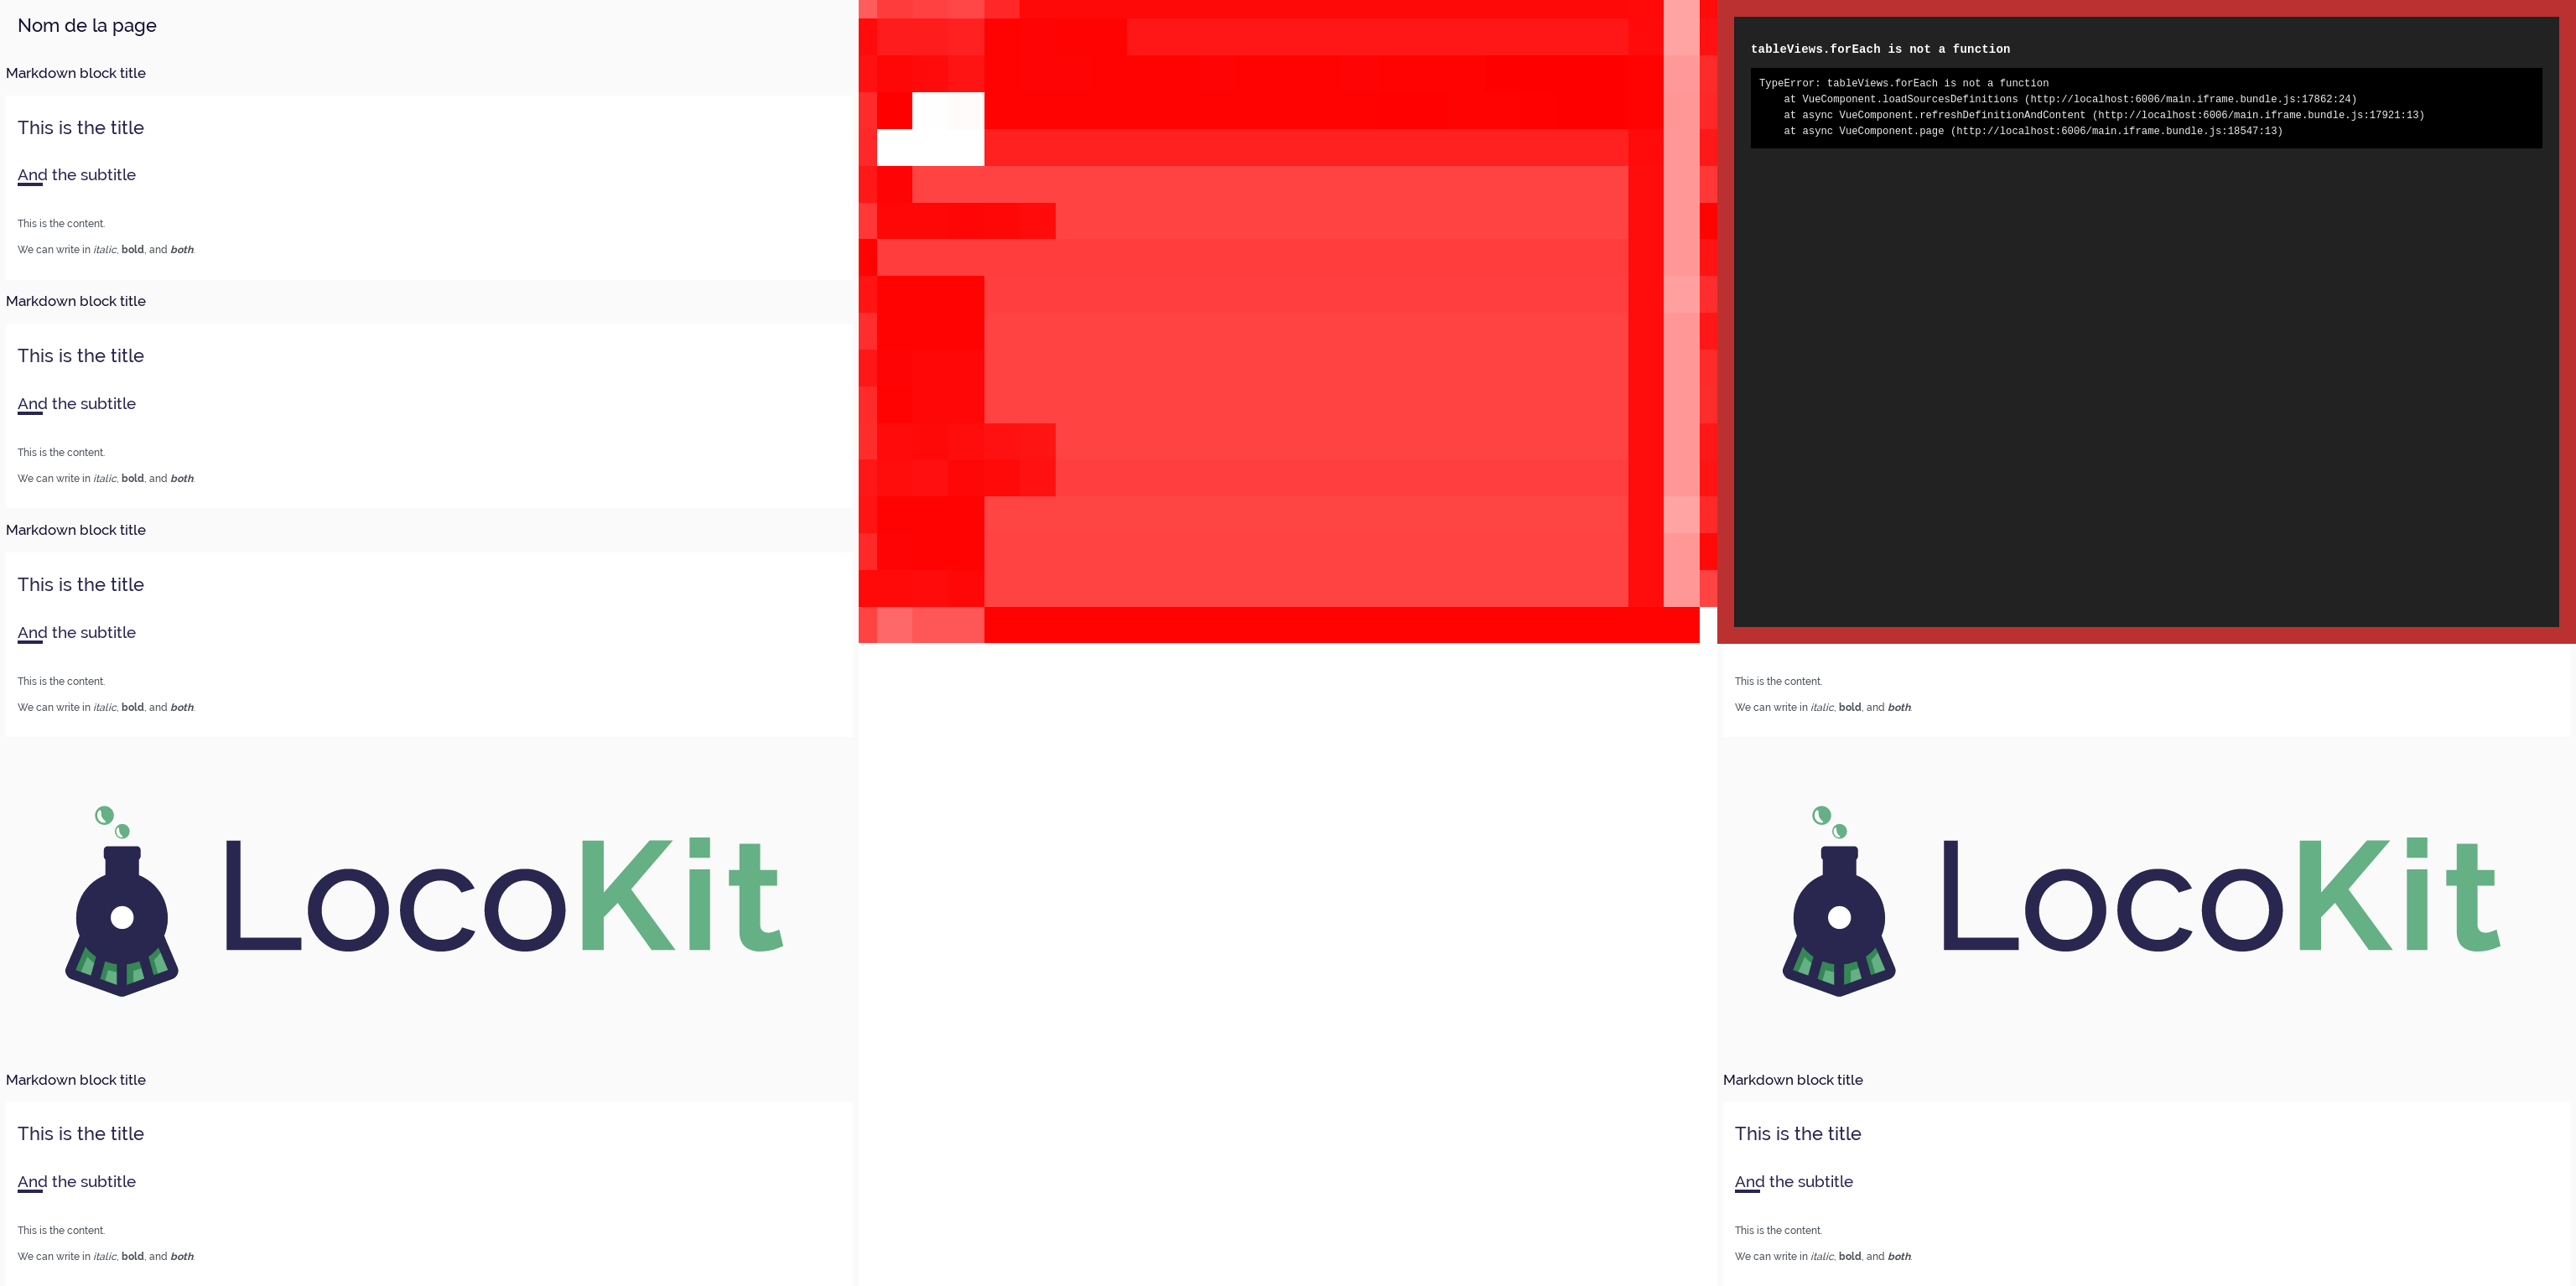 Nom de la page
Markdown block title
This is the title
And the subtitle
This is the content.
We can write in italic, bold, and both.
Markdown block title
This is the title
And the subtitle
This is the content.
We can write in italic, bold, and both.
Markdown block title
This is the title
And the subtitle
This is the content.
We can write in italic, bold, and both.
LocoKit
Markdown block title
This is the title
And the subtitle
This is the content.
We can write in italic, bold, and both.
tableViews.forEach is not a function
TypeError: tableViews.forEach is not a function
at VueComponent.loadSourcesDefinitions (http://localhost:6006/main.iframe.bundle.js:17862:24)
at async VueComponent.refreshDefinitionAndContent (http://localhost:6006/main.iframe.bundle.js:17921:13)
at async VueComponent.page (http://localhost:6006/main.iframe.bundle.js:18547:13)
This is the content.
We can write in italic, bold, and both.
LocoKit
Markdown block title
This is the title
And the subtitle
This is the content.
We can write in italic, bold, and both.